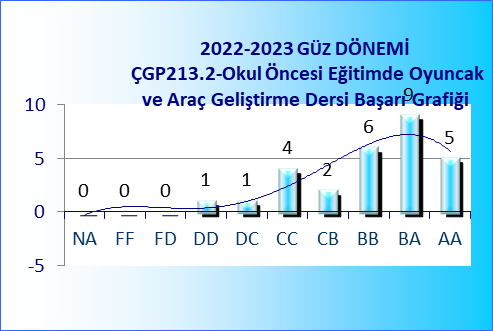 2022-2023 GÜZ DÖNEMİ
ÇGP213.2-Okul Öncesi Eğitimde Oyuncak
ve Araç Geliştirme Dersi Başarı Grafiği
10
5
0
-5
0 0 0 1 1 4 2 6 9 5
NA FF FD DD DC CC CB BB BA AA